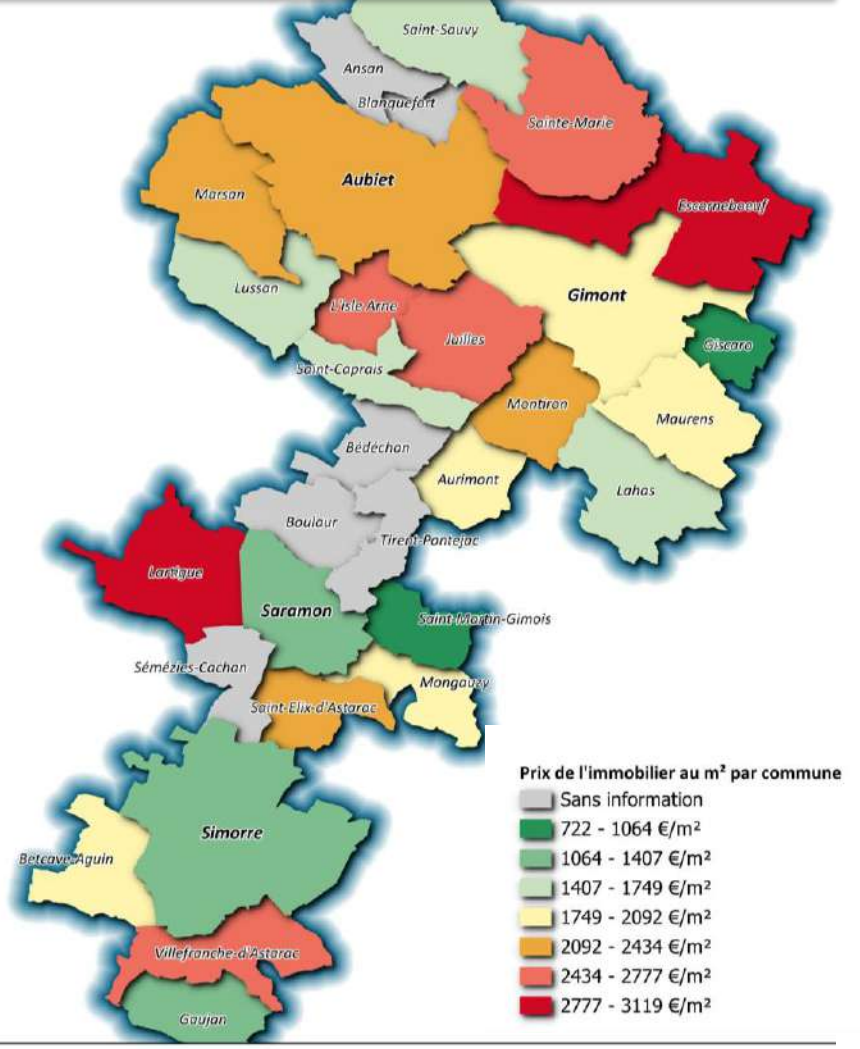 Saint-Sauvy
Ansan
Blanquefort
Sainte-Marie
Aubiet
Marsan
Escorneboeuf
Lussan
Gimont
L'isle Arne
Juilles
Giscaro
Saint-Caprais
Montiron
Maurens
Bédéchan
Aurimont
Lahas
Boulaur
Tirent-Pontejac
Lartigue
Saramon
Saint-Martin-Gimois
Sémézies-Cachan
Mongauzy
Saint-Elix-d'Astarac
Simorre
Betcave-Aguin
Villefranche-d'Astarac
Gaujan
Prix de l'immobilier au m² par commune
Sans information
722 - 1064 €/m²
1064 - 1407 €/m²
1407 - 1749 €/m²
1749 - 2092 €/m²
2092 - 2434 €/m²
2434 - 2777 €/m²
2777 - 3119 €/m²